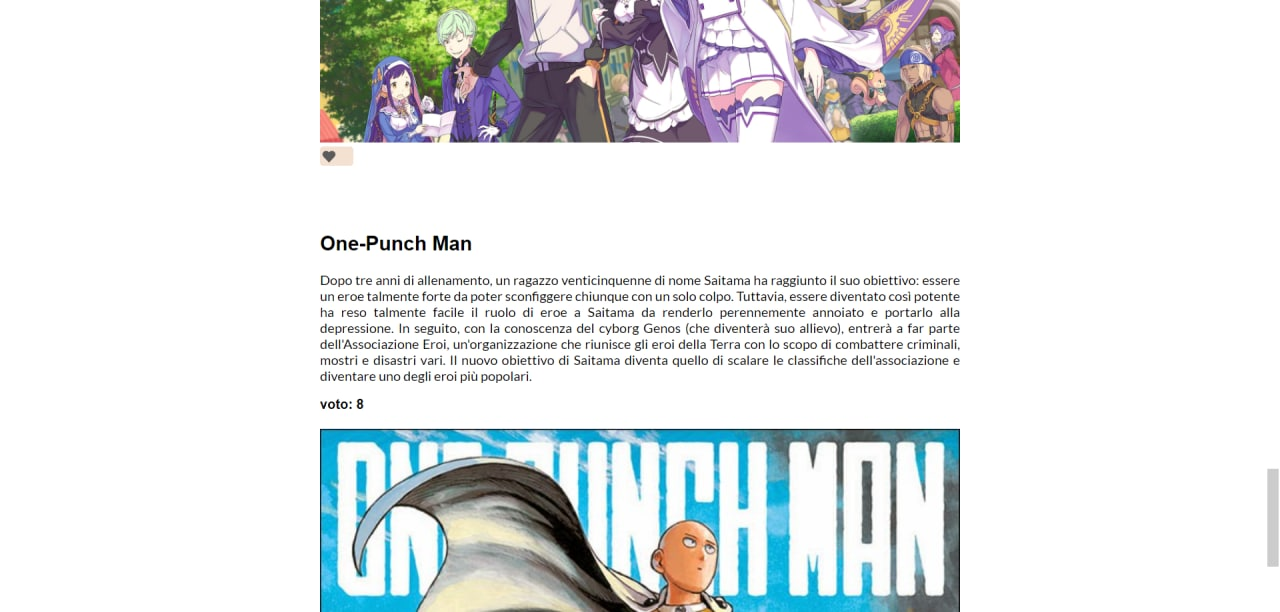 One-Punch Man
Dopo tre anni di allenamento, un ragazzo venticinquenne di nome Saitama ha raggiunto il suo obiettivo: essere
un eroe talmente forte da poter sconfiggere chiunque con un solo colpo. Tuttavia, essere diventato così potente
ha reso talmente facile il ruolo di eroe a Saitama da renderlo perennemente annoiato e portarlo alla
depressione. In seguito, con la conoscenza del cyborg Genos (che diventerà suo allievo), entrerà a far parte
dell'Associazione Eroi, un'organizzazione che riunisce gli eroi della Terra con lo scopo di combattere criminali,
mostri e disastri vari. Il nuovo obiettivo di Saitama diventa quello di scalare le classifiche dell'associazione e
diventare uno degli eroi più popolari.
voto: 8
ONE PUNCH MAN